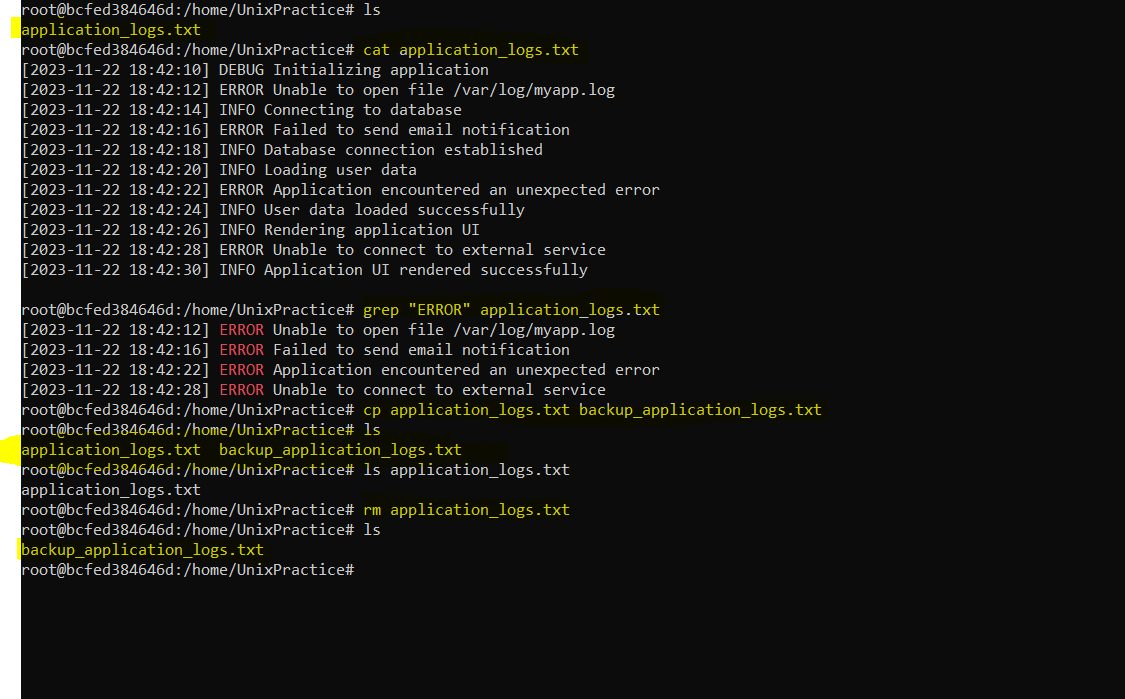 root@bcfed384646d:/home/UnixPractice# ls
application_logs.txt
root@bcfed384646d:/home/UnixPractice# cat application_logs.txt
[2023-11-22 18:42:10] DEBUG Initializing application
[2023-11-22 18:42:12] ERROR Unable to open file /var/log/myapp.log
[2023-11-22 18:42:14] INFO Connecting to database
[2023-11-22 18:42:16] ERROR Failed to send email notification
[2023-11-22 18:42:18] INFO Database connection established
[2023-11-22 18:42:20] INFO Loading user data
[2023-11-22 18:42:22] ERROR Application encountered an unexpected error
[2023-11-22 18:42:24] INFO User data loaded successfully
[2023-11-22 18:42:26] INFO Rendering application UI
[2023-11-22 18:42:28] ERROR Unable to connect to external service
[2023-11-22 18:42:30] INFO Application UI rendered successfully
root@bcfed384646d:/home/UnixPractice# grep "ERROR" application_logs.txt
[2023-11-22 18:42:12] ERROR Unable to open file /var/log/myapp.log
[2023-11-22 18:42:16] ERROR Failed to send email notification
[2023-11-22 18:42:22] ERROR Application encountered an unexpected error
[2023-11-22 18:42:28] ERROR Unable to connect to external service
root@bcfed384646d:/home/UnixPractice# cp application_logs.txt backup_application_logs.txt
root@bcfed384646d:/home/UnixPractice# ls
application_logs.txt  backup_application_logs.txt
root@bcfed384646d:/home/UnixPractice# ls application_logs.txt
application_logs.txt
root@bcfed384646d:/home/UnixPractice# rm application_logs.txt
root@bcfed384646d:/home/UnixPractice# ls
backup_application_logs.txt
root@bcfed384646d:/home/UnixPractice#